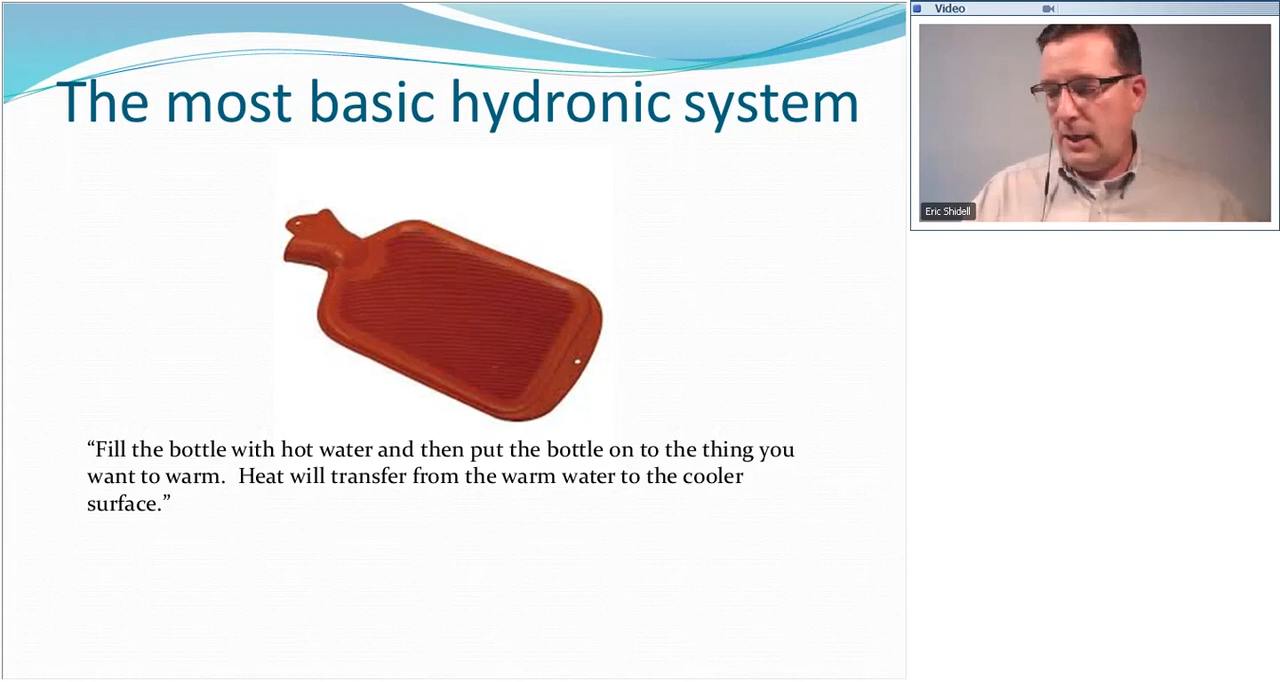 The most basic hydronic system
“Fill the bottle with hot water and then put the bottle on to the thing you
want to warm.  Heat will transfer from the warm water to the cooler
surface.”
Video
Eric Shidell